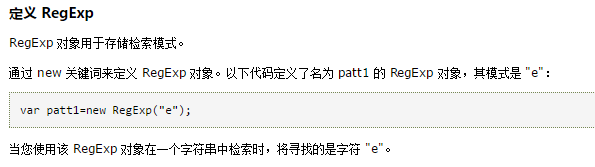 定义 RegExp
RegExp 对象用于存储检索模式。
通过 new 关键词来定义 RegExp 对象。以下代码定义了名为 patt1 的 RegExp 对象，其模式是 "e"：
var patt1=new RegExp("e");
当您使用该 RegExp 对象在一个字符串中检索时，将寻找的是字符 "e"。